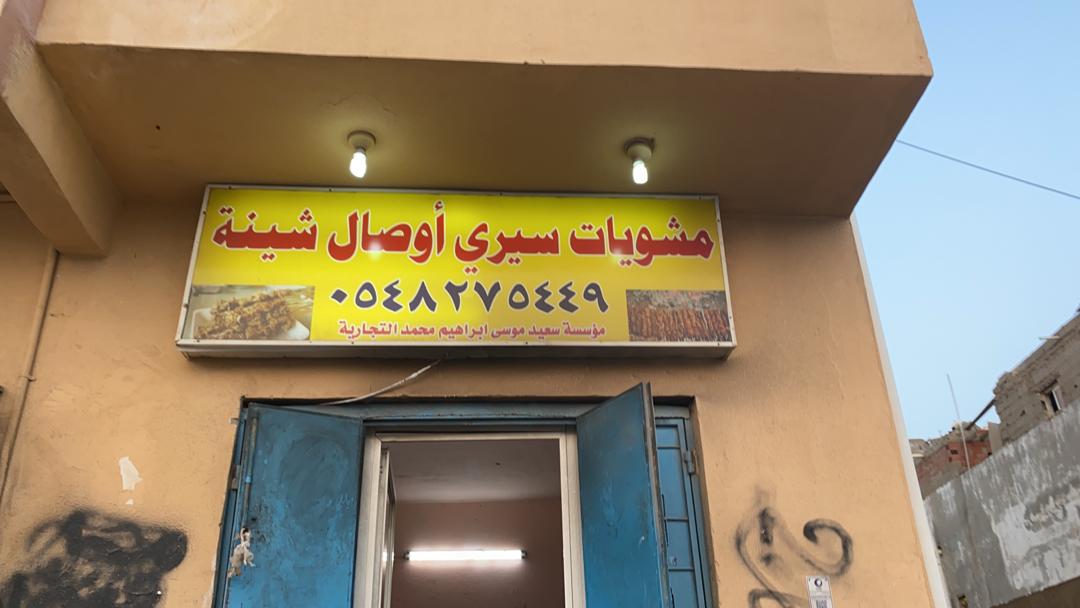 مشويات سيري أوصال شينة
٠٥٤٨٢٧٥٤٤٩
مؤسسة سعيد موسى ابراهيم محمد التجارية